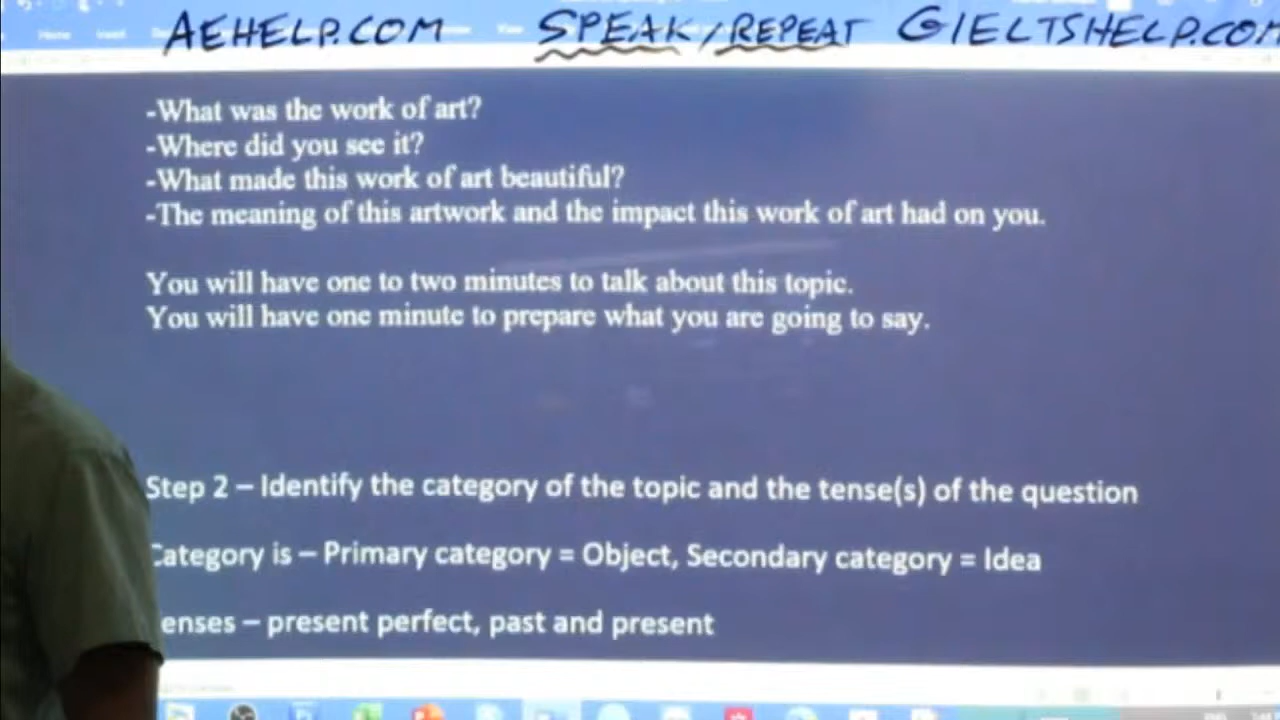 AEHELP.COM SPEAK/REPEAT GIELTSHELP.COM
Home Insert View
-What was the work of art?
-Where did you see it?
-What made this work of art beautiful?
-The meaning of this artwork and the impact this work of art had on you.
You will have one to two minutes to talk about this topic.
You will have one minute to prepare what you are going to say.
Step 2 – Identify the category of the topic and the tense(s) of the question
Category is – Primary category = Object, Secondary category = Idea
enses – present perfect, past and present